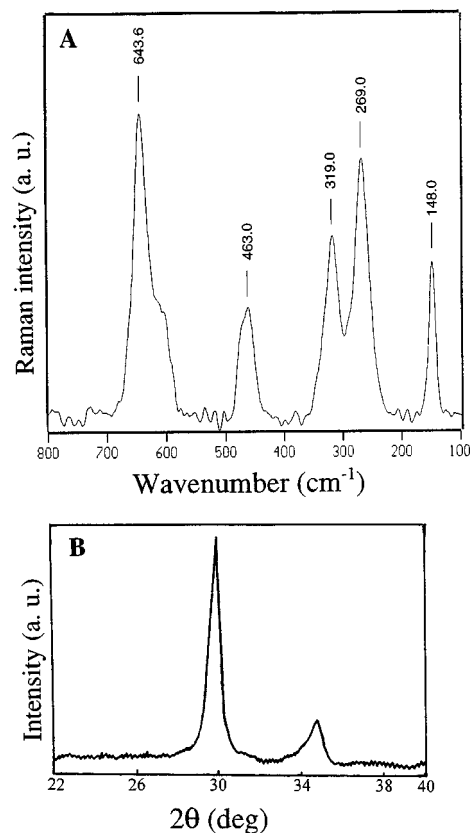 A
643.6
463.0
319.0
269.0
148.0
Raman intensity (a. u.)
800 700 600 500 400 300 200 100
Wavenumber (cm-1)
B
Intensity (a. u.)
22 26 30 34 38 40
2θ (deg)